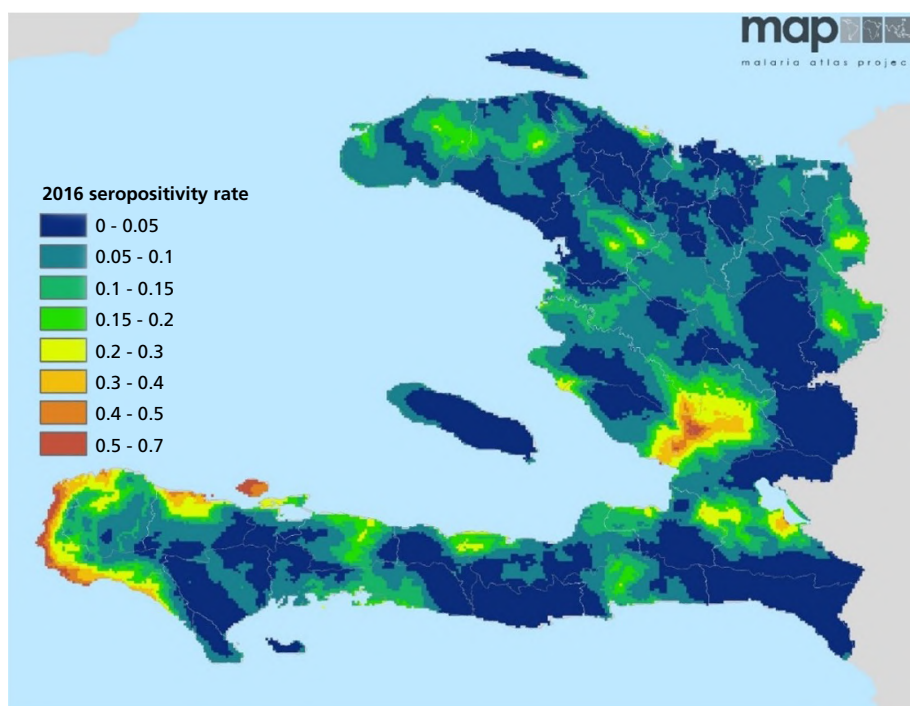 map
malaria atlas projec
2016 seropositivity rate
0 - 0.05
0.05 - 0.1
0.1 - 0.15
0.15 - 0.2
0.2 - 0.3
0.3 - 0.4
0.4 - 0.5
0.5 - 0.7